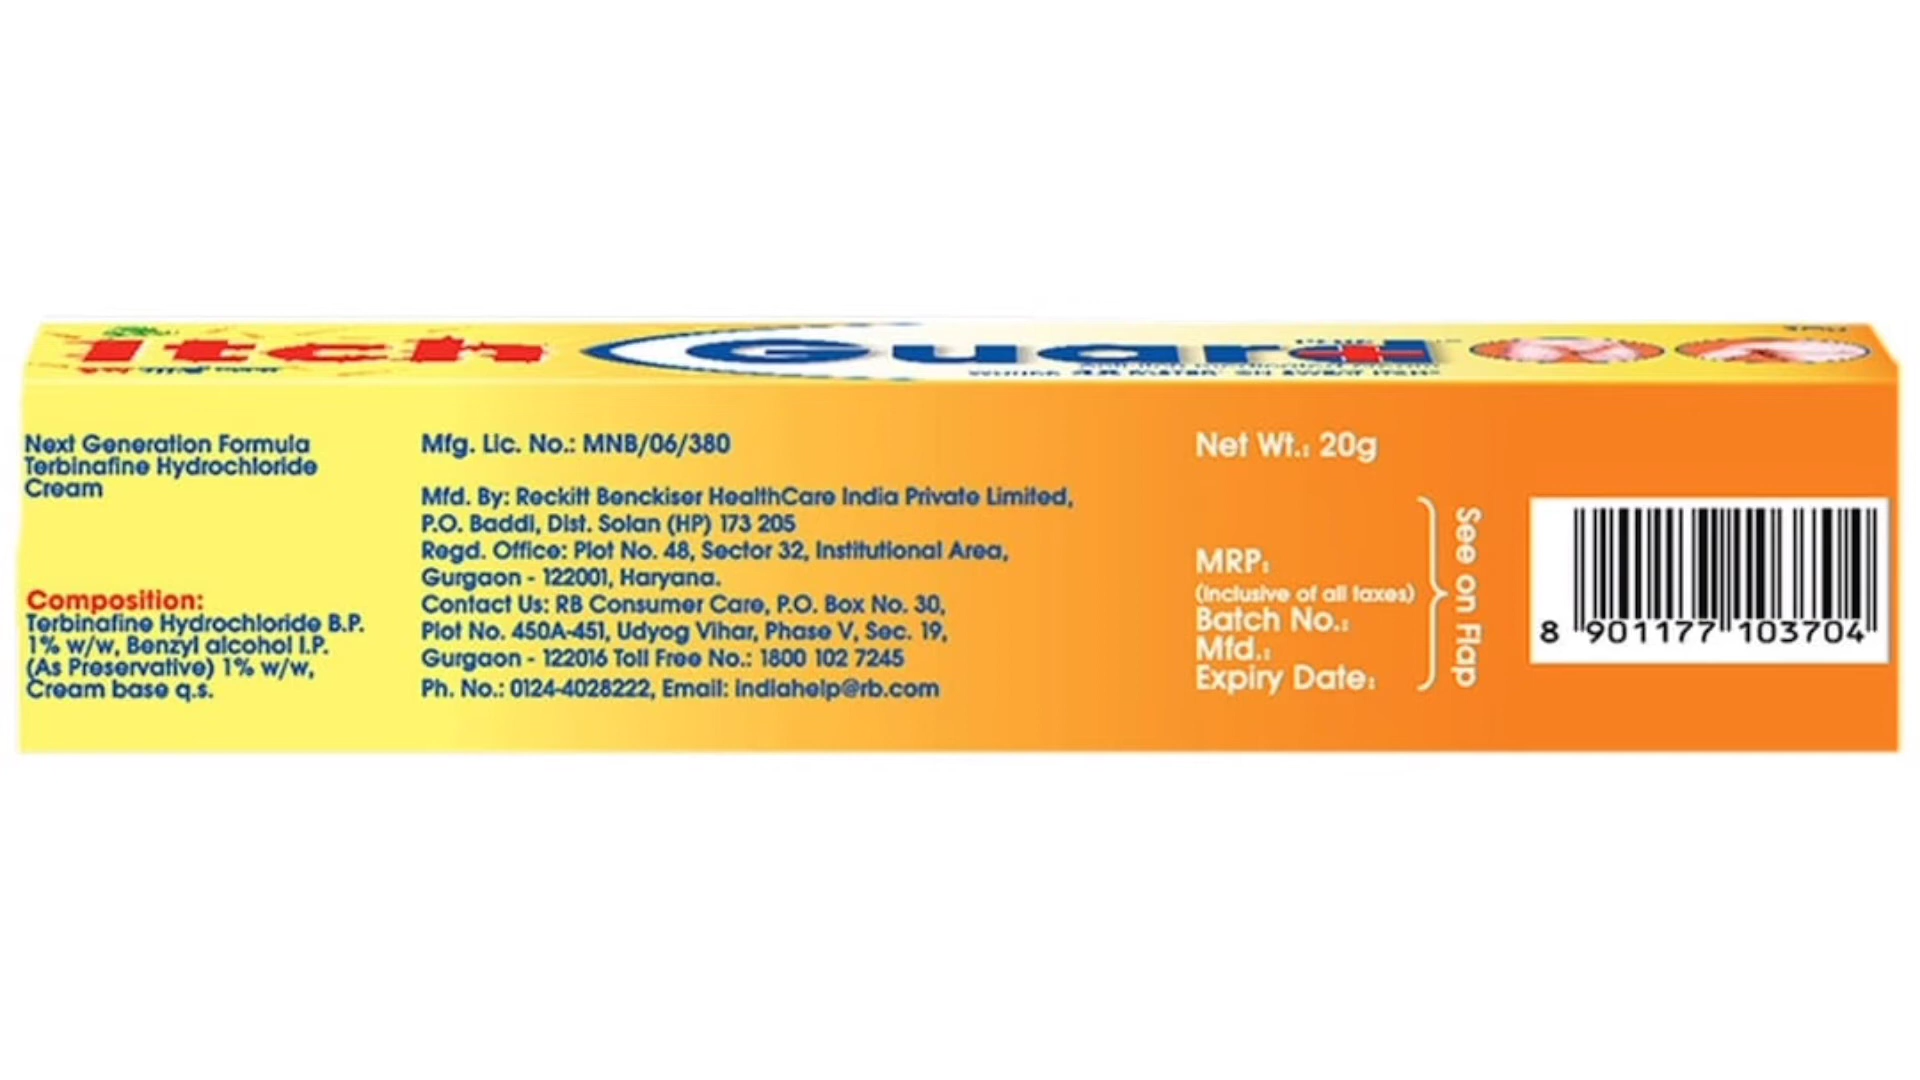 Itch Guard
Next Generation Formula
Terbinafine Hydrochloride
Cream
Composition:
Terbinafine Hydrochloride B.P.
1% w/w, Benzyl alcohol I.P.
(As Preservative) 1% w/w,
Cream base q.s.
Mfg. Lic. No.: MNB/06/380
Mfd. By: Reckitt Benckiser HealthCare India Private Limited,
P.O. Baddi, Dist. Solan (HP) 173 205
Regd. Office: Plot No. 48, Sector 32, Institutional Area,
Gurgaon - 122001, Haryana.
Contact Us: RB Consumer Care, P.O. Box No. 30,
Plot No. 450A-451, Udyog Vihar, Phase V, Sec. 19,
Gurgaon - 122016 Toll Free No.: 1800 102 7245
Ph. No.: 0124-4028222, Email: indiahelp@rb.com
Net Wt.: 20g
MRP:
(Inclusive of all taxes)
Batch No.:
Mfd.:
Expiry Date:
See on Flap
8 901177 103704